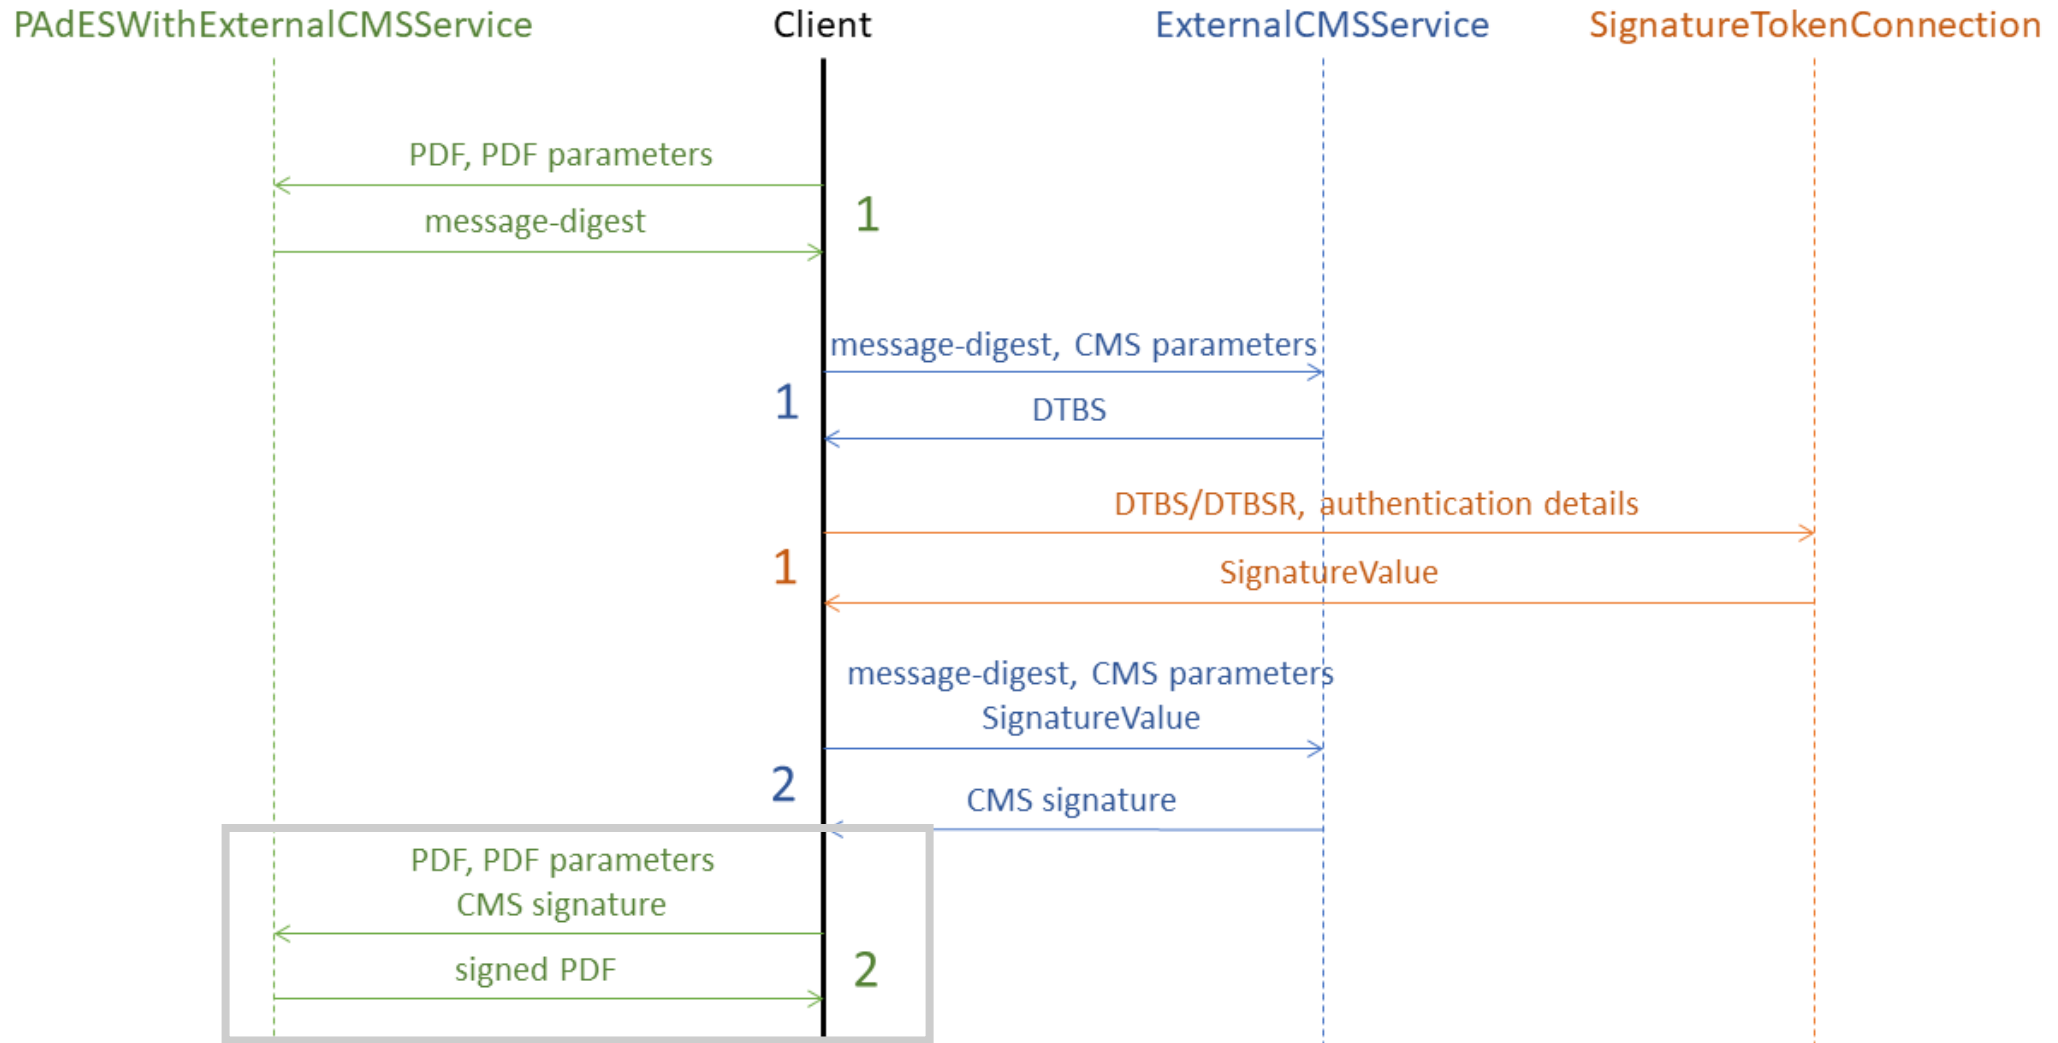 PAdESWithExternalCMSService
Client
ExternalCMSService
SignatureTokenConnection
PDF, PDF parameters
message-digest
1
message-digest, CMS parameters
1
DTBS
DTBS/DTBSR, authentication details
1
SignatureValue
message-digest, CMS parameters
SignatureValue
2
CMS signature
PDF, PDF parameters
CMS signature
signed PDF
2